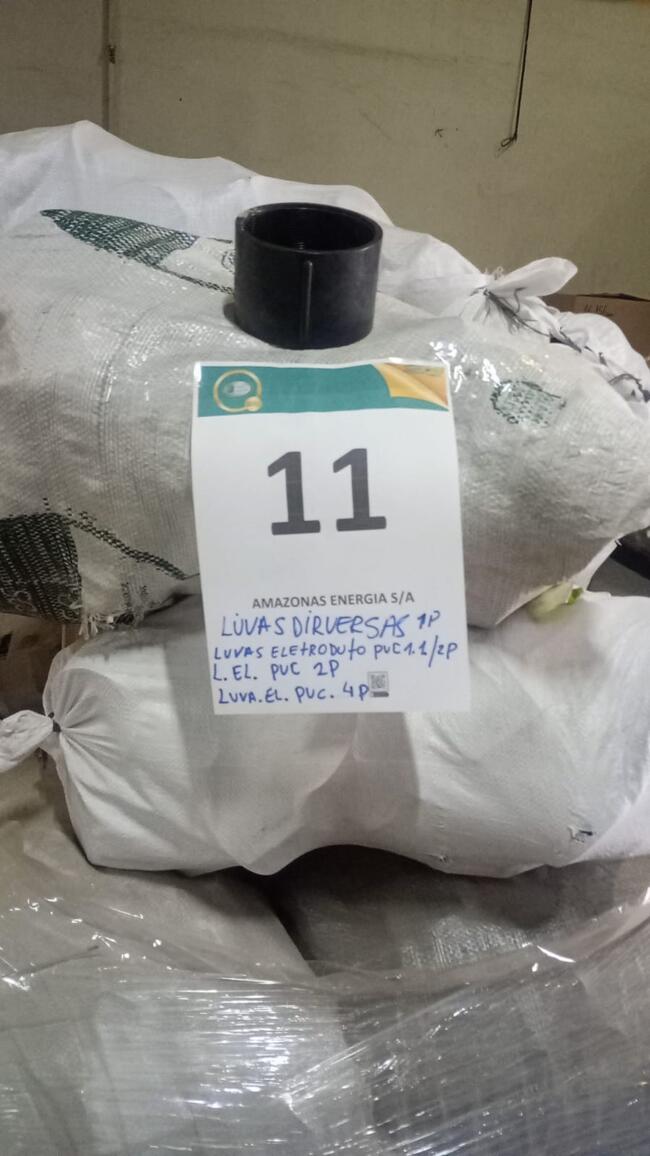 11
AMAZONAS ENERGIA S/A
LUVAS DIRVERSAS 1P
LUVAS ELETRODUTO PVC 1.1/2P
L. EL. PVC 2P
LUVA. EL. PVC. 4P